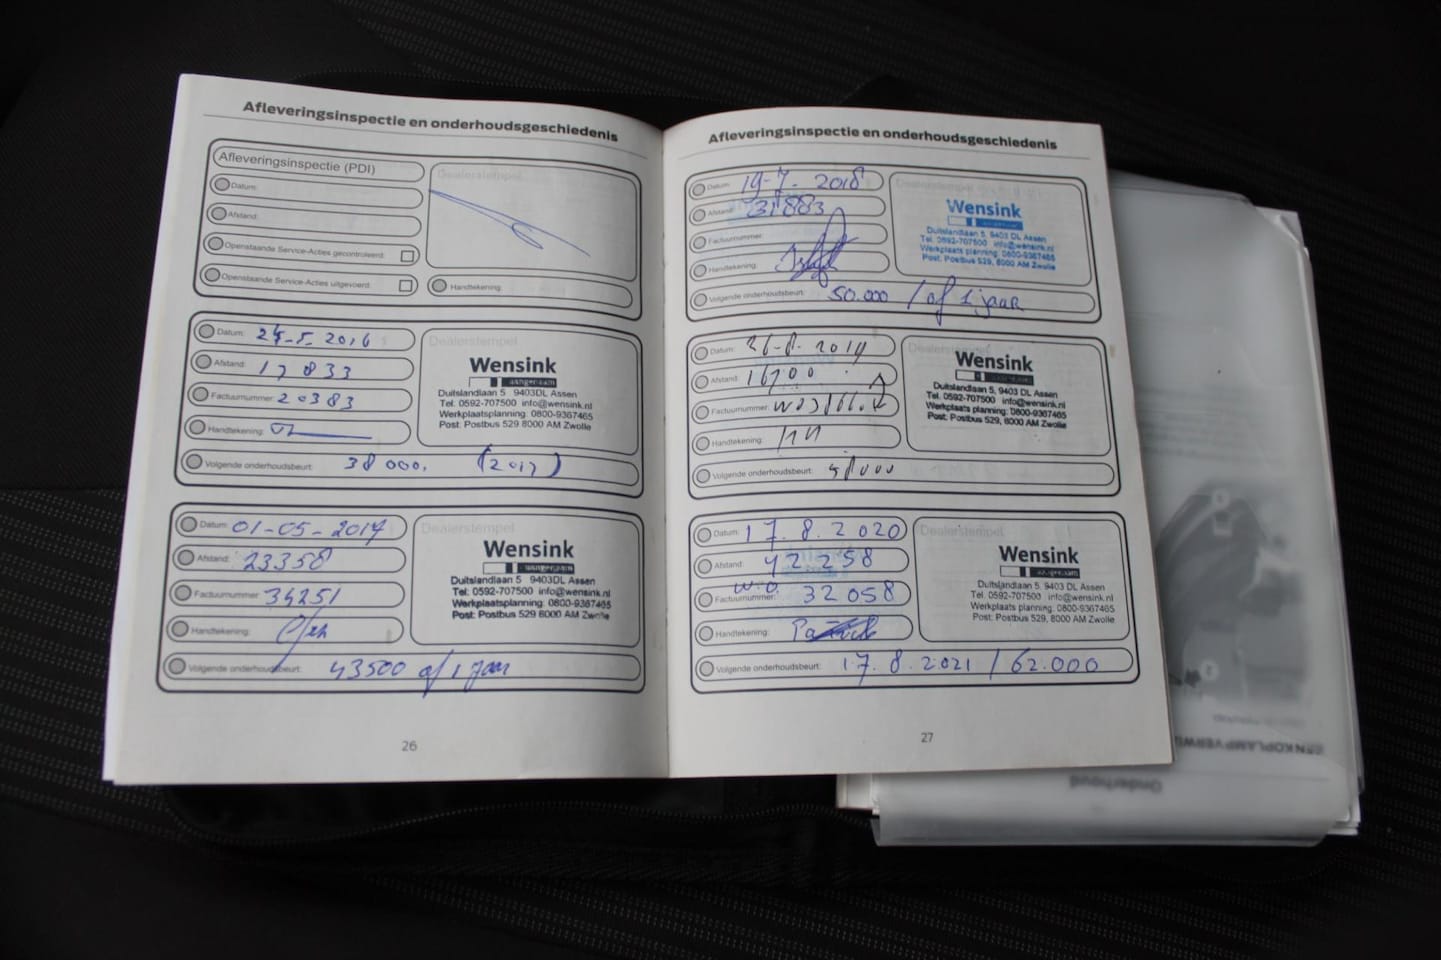 Afleveringsinspectie en onderhoudsgeschiedenis
Afleveringsinspectie (PDI)
Dealerstempel
Datum:
Afstand:
Openstaande Service-Acties gecontroleerd:
Openstaande Service-Acties uitgevoerd:
Handtekening:
Datum: 24-5-2016
Afstand: 17833
Factuurnummer: 20383
Handtekening:
Volgende onderhoudsbeurt: 38000. (2017)
Dealerstempel
Wensink
Duitslandlaan 5 9403DL Assen
Tel. 0592-707500 info@wensink.nl
Werkplaatsplanning: 0800-9367465
Post: Postbus 529 8000 AM Zwolle
Datum: 01-05-2017
Afstand: 23358
Factuurnummer: 34251
Handtekening:
Volgende onderhoudsbeurt: 43500 of 1 jaar
Dealerstempel
Wensink
Duitslandlaan 5 9403DL Assen
Tel. 0592-707500 info@wensink.nl
Werkplaatsplanning: 0800-9367465
Post: Postbus 529 8000 AM Zwolle
26
Afleveringsinspectie en onderhoudsgeschiedenis
Datum: 19-7-2018
Afstand: 31883
Factuurnummer:
Handtekening:
Volgende onderhoudsbeurt: 50.000 / of 1 jaar
Dealerstempel
Wensink
Duitslandlaan 5, 9403 DL Assen
Tel. 0592-707500 info@wensink.nl
Werkplaats planning: 0800-9367465
Post: Postbus 529, 8000 AM Zwolle
Datum: 26-8-2019
Afstand:
Factuurnummer:
Handtekening:
Volgende onderhoudsbeurt:
Dealerstempel
Wensink
Duitslandlaan 5, 9403 DL Assen
Tel. 0592-707500 info@wensink.nl
Werkplaats planning: 0800-9367465
Post: Postbus 529, 8000 AM Zwolle
Datum: 17.8.2020
Afstand: 42258
Factuurnummer: W.O. 32058
Handtekening:
Volgende onderhoudsbeurt: 17.8.2021 / 62.000
Dealerstempel
Wensink
Duitslandlaan 5, 9403 DL Assen
Tel. 0592-707500 info@wensink.nl
Werkplaats planning: 0800-9367465
Post: Postbus 529, 8000 AM Zwolle
27
EEN KOPLAMP
Onderhoud